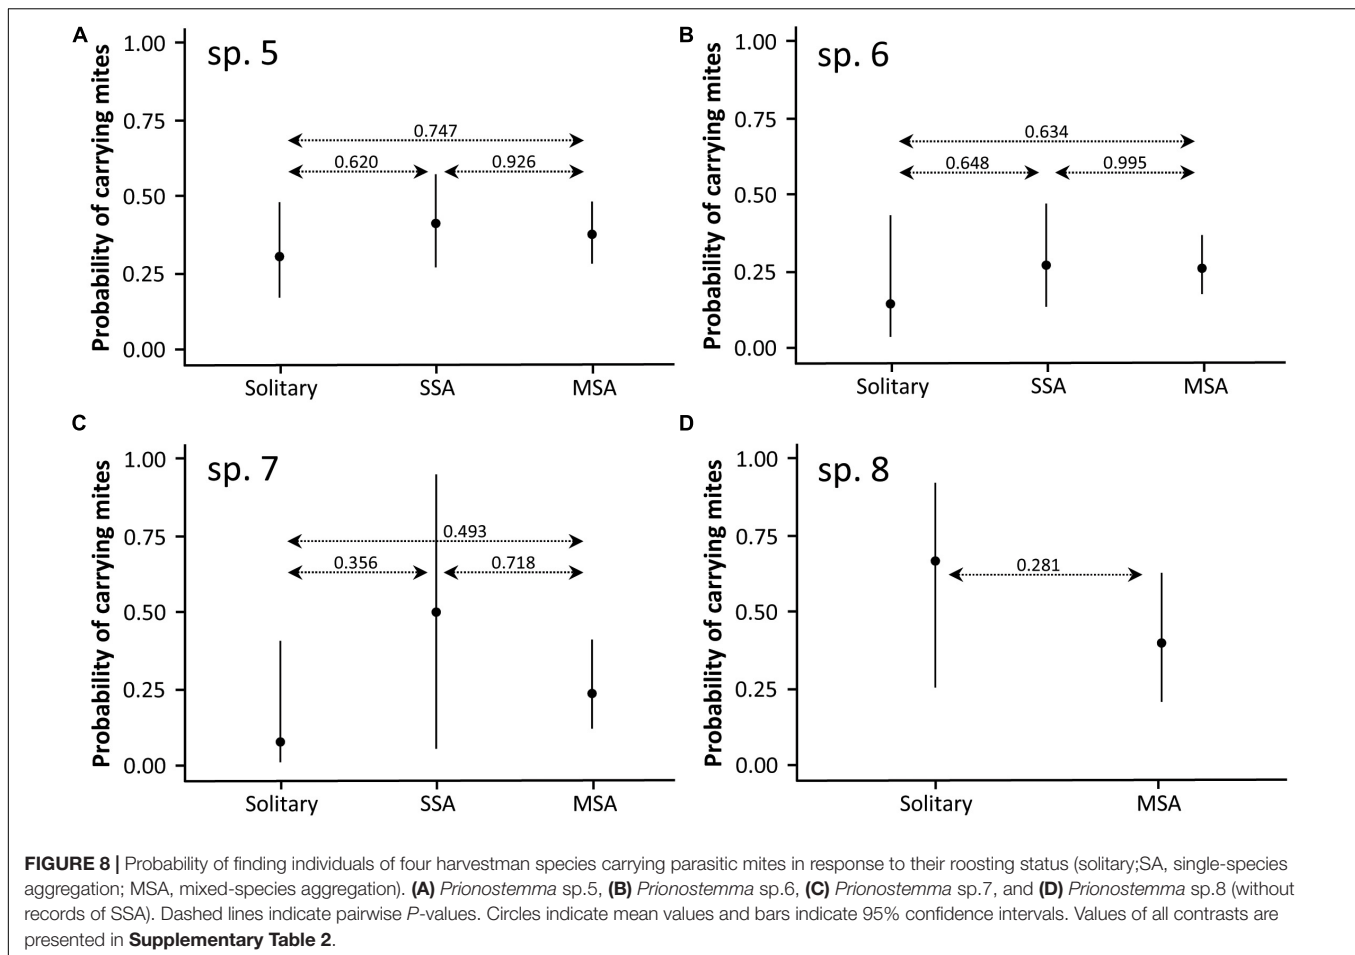 A
sp. 5
Probability of carrying mites
1.00
0.75
0.50
0.25
0.00
0.747
0.620
0.926
Solitary
SSA
MSA
B
sp. 6
Probability of carrying mites
1.00
0.75
0.50
0.25
0.00
0.634
0.648
0.995
Solitary
SSA
MSA
C
sp. 7
Probability of carrying mites
1.00
0.75
0.50
0.25
0.00
0.493
0.356
0.718
Solitary
SSA
MSA
D
sp. 8
Probability of carrying mites
1.00
0.75
0.50
0.25
0.00
0.281
Solitary
MSA
FIGURE 8 | Probability of finding individuals of four harvestman species carrying parasitic mites in response to their roosting status (solitary;SA, single-species
aggregation; MSA, mixed-species aggregation). (A) Prionostemma sp.5, (B) Prionostemma sp.6, (C) Prionostemma sp.7, and (D) Prionostemma sp.8 (without
records of SSA). Dashed lines indicate pairwise P-values. Circles indicate mean values and bars indicate 95% confidence intervals. Values of all contrasts are
presented in Supplementary Table 2.